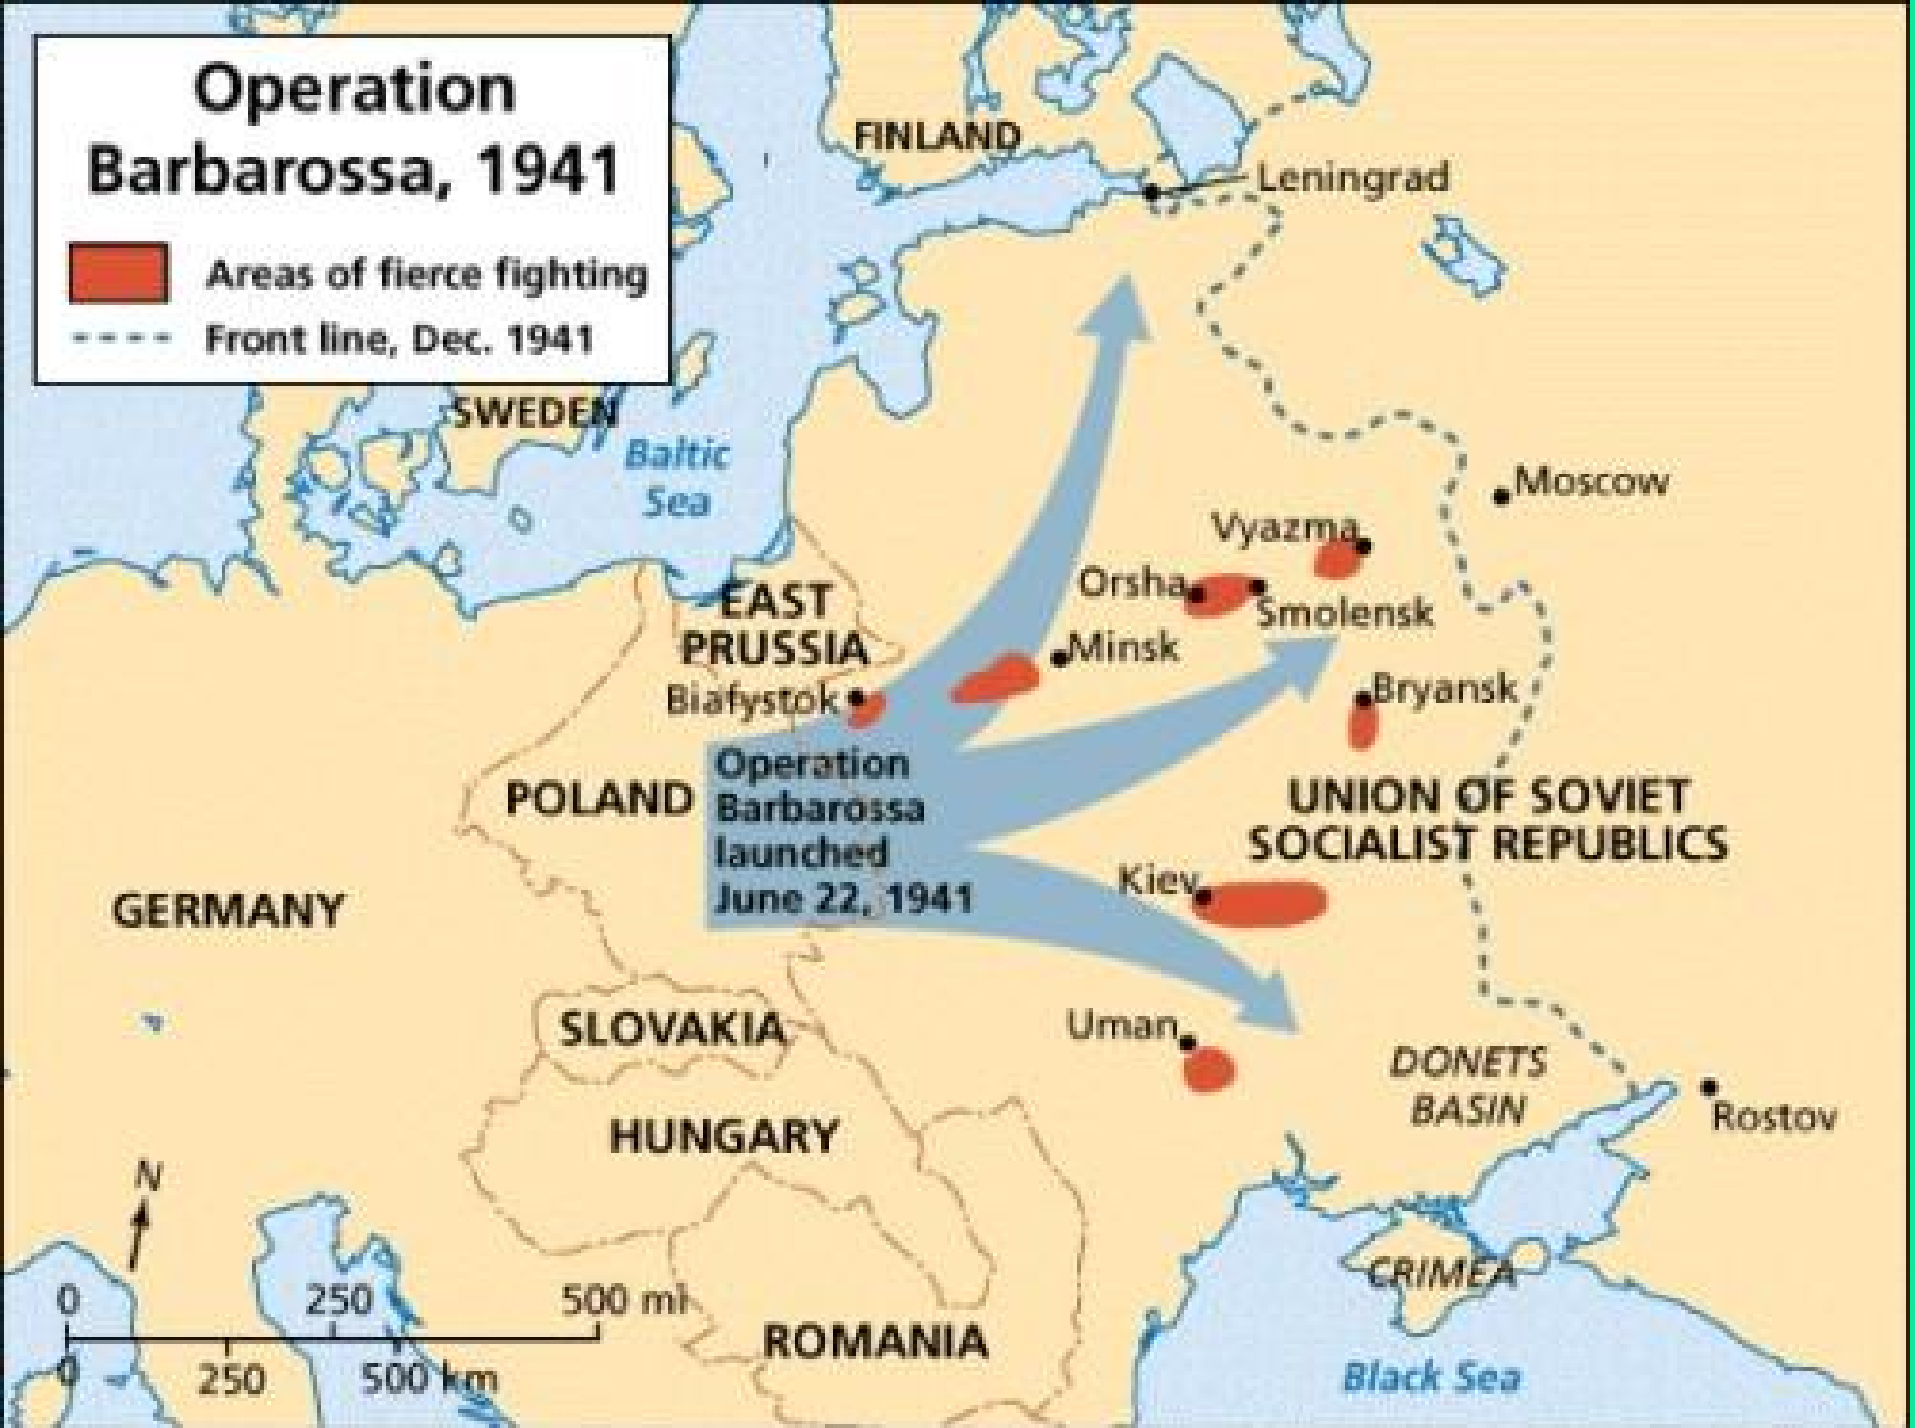 Operation
Barbarossa, 1941
Areas of fierce fighting
Front line, Dec. 1941
FINLAND
Leningrad
SWEDEN
Baltic
Sea
Moscow
Vyazma
Orsha
Smolensk
EAST
PRUSSIA
Minsk
Białystok
Bryansk
Operation
Barbarossa
launched
June 22, 1941
POLAND
UNION OF SOVIET
SOCIALIST REPUBLICS
Kiev
GERMANY
SLOVAKIA
Uman
DONETS
BASIN
Rostov
HUNGARY
N
CRIMEA
0 250 500 mi
0 250 500 km
ROMANIA
Black Sea